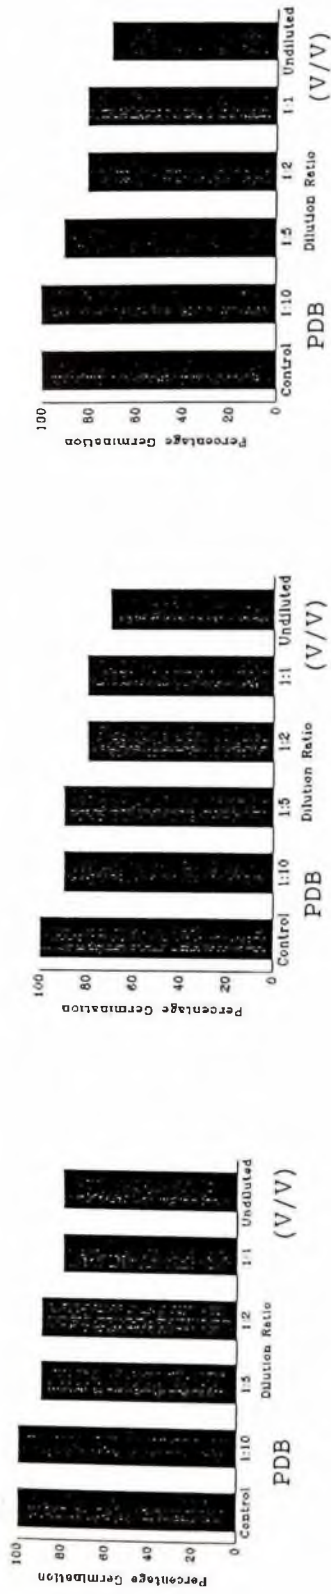 Percentage Germination
100
80
60
40
20
0
Control 1:10 1:5 1:2 1:1 Undiluted
Dilution Ratio
PDB (V/V)
Percentage Germination
100
80
60
40
20
0
Control 1:10 1:5 1:2 1:1 Undiluted
Dilution Ratio
PDB (V/V)
Percentage Germination
100
80
60
40
20
0
Control 1:10 1:5 1:2 1:1 Undiluted
Dilution Ratio
PDB (V/V)